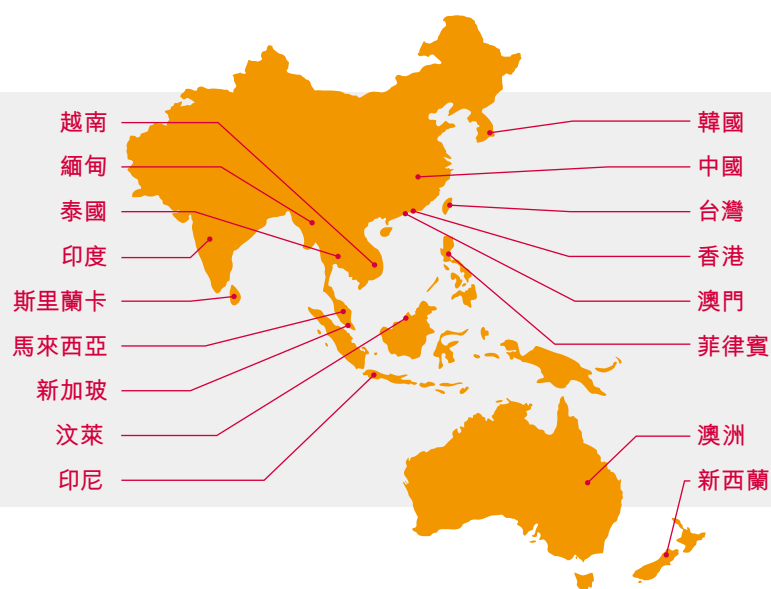 越南
緬甸
泰國
印度
斯里蘭卡
馬來西亞
新加玻
汶萊
印尼
韓國
中國
台灣
香港
澳門
菲律賓
澳洲
新西蘭